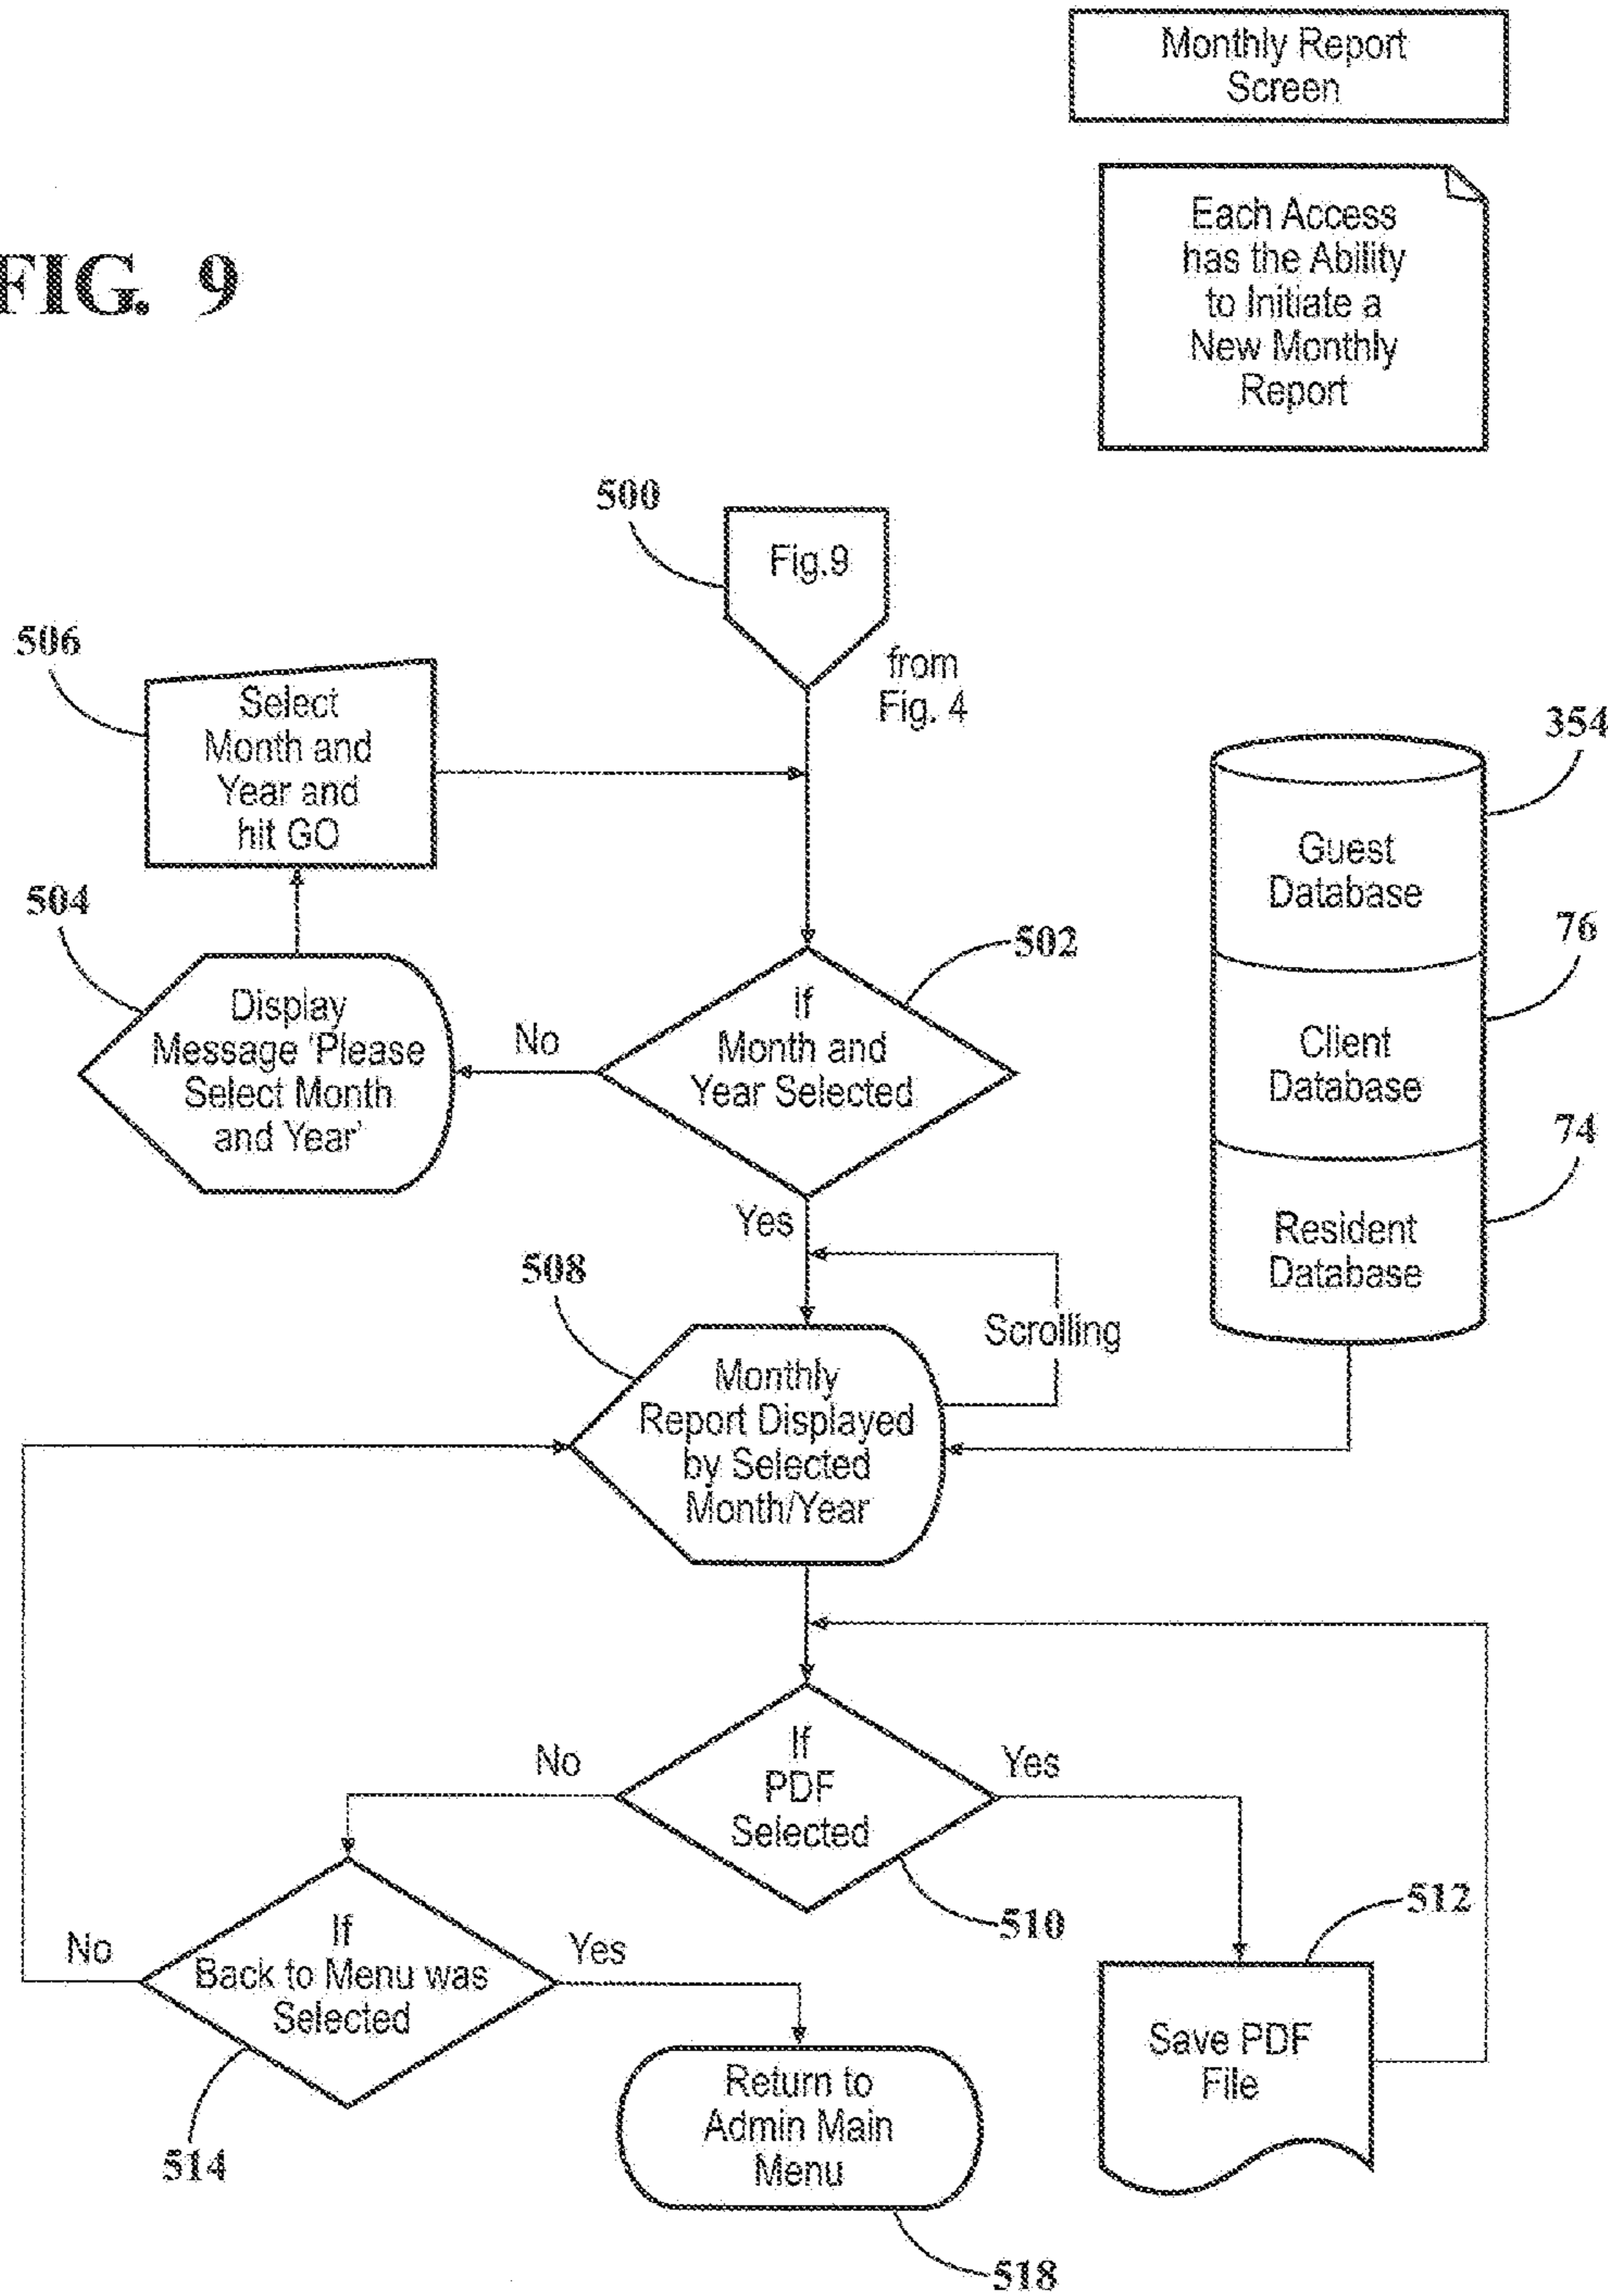 Monthly Report
Screen
Each Access
has the Ability
to Initiate a
New Monthly
Report
FIG. 9
500
Fig.9
from
Fig. 4
506
Select
Month and
Year and
hit GO
354
Guest
Database
76
Client
Database
74
Resident
Database
504
Display
Message ‘Please
Select Month
and Year’
No
502
If
Month and
Year Selected
Yes
508
Scrolling
Monthly
Report Displayed
by Selected
Month/Year
No
If
PDF
Selected
Yes
510
512
No
If
Back to Menu was
Selected
Yes
514
Return to
Admin Main
Menu
518
Save PDF
File